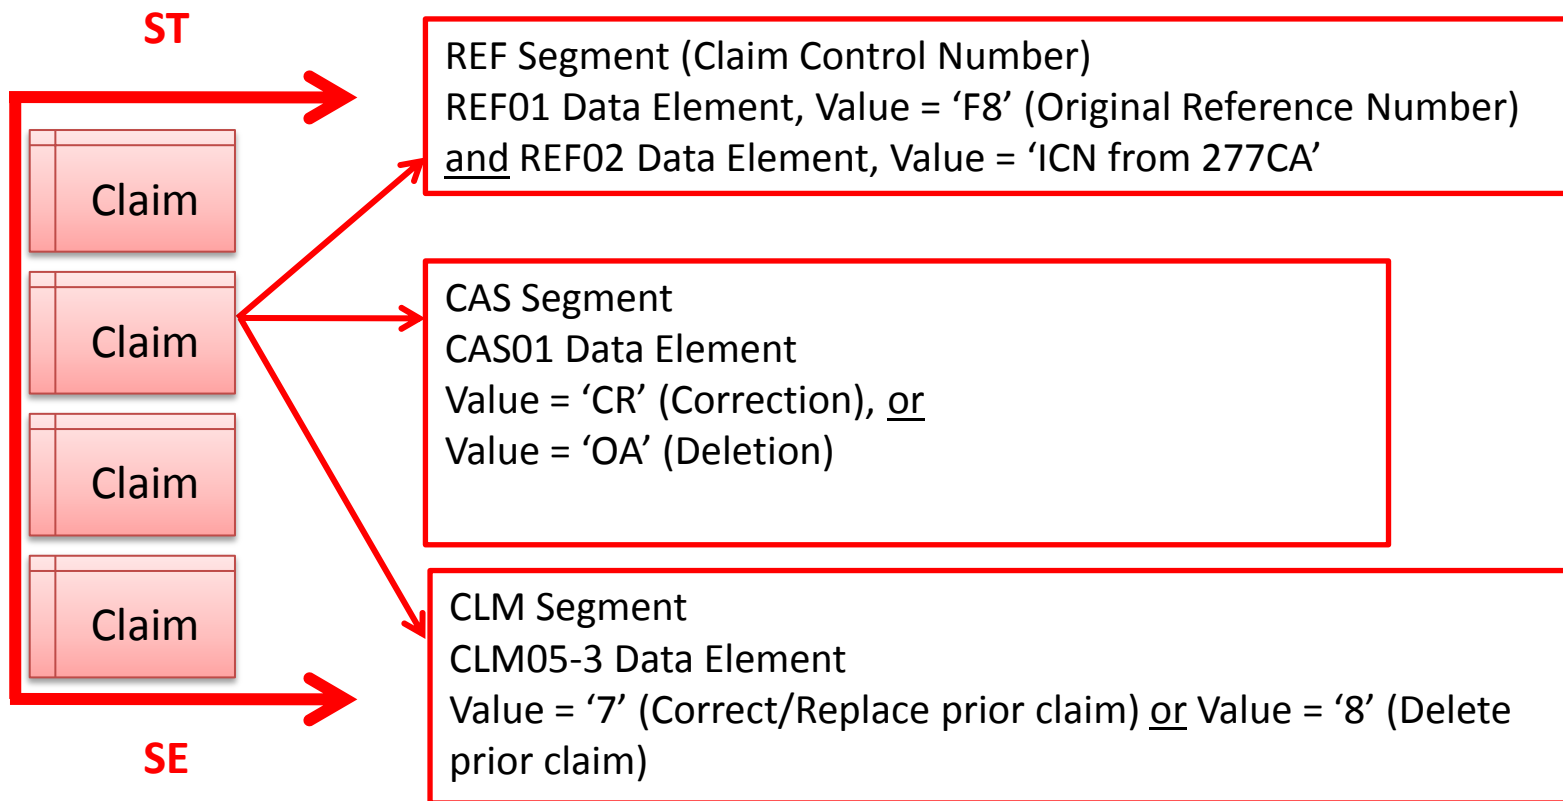 ST
REF Segment (Claim Control Number)
REF01 Data Element, Value = ‘F8’ (Original Reference Number)
and REF02 Data Element, Value = ‘ICN from 277CA’
Claim
Claim
Claim
Claim
CAS Segment
CAS01 Data Element
Value = ‘CR’ (Correction), or
Value = ‘OA’ (Deletion)
CLM Segment
CLM05-3 Data Element
Value = ‘7’ (Correct/Replace prior claim) or Value = ‘8’ (Delete
prior claim)
SE